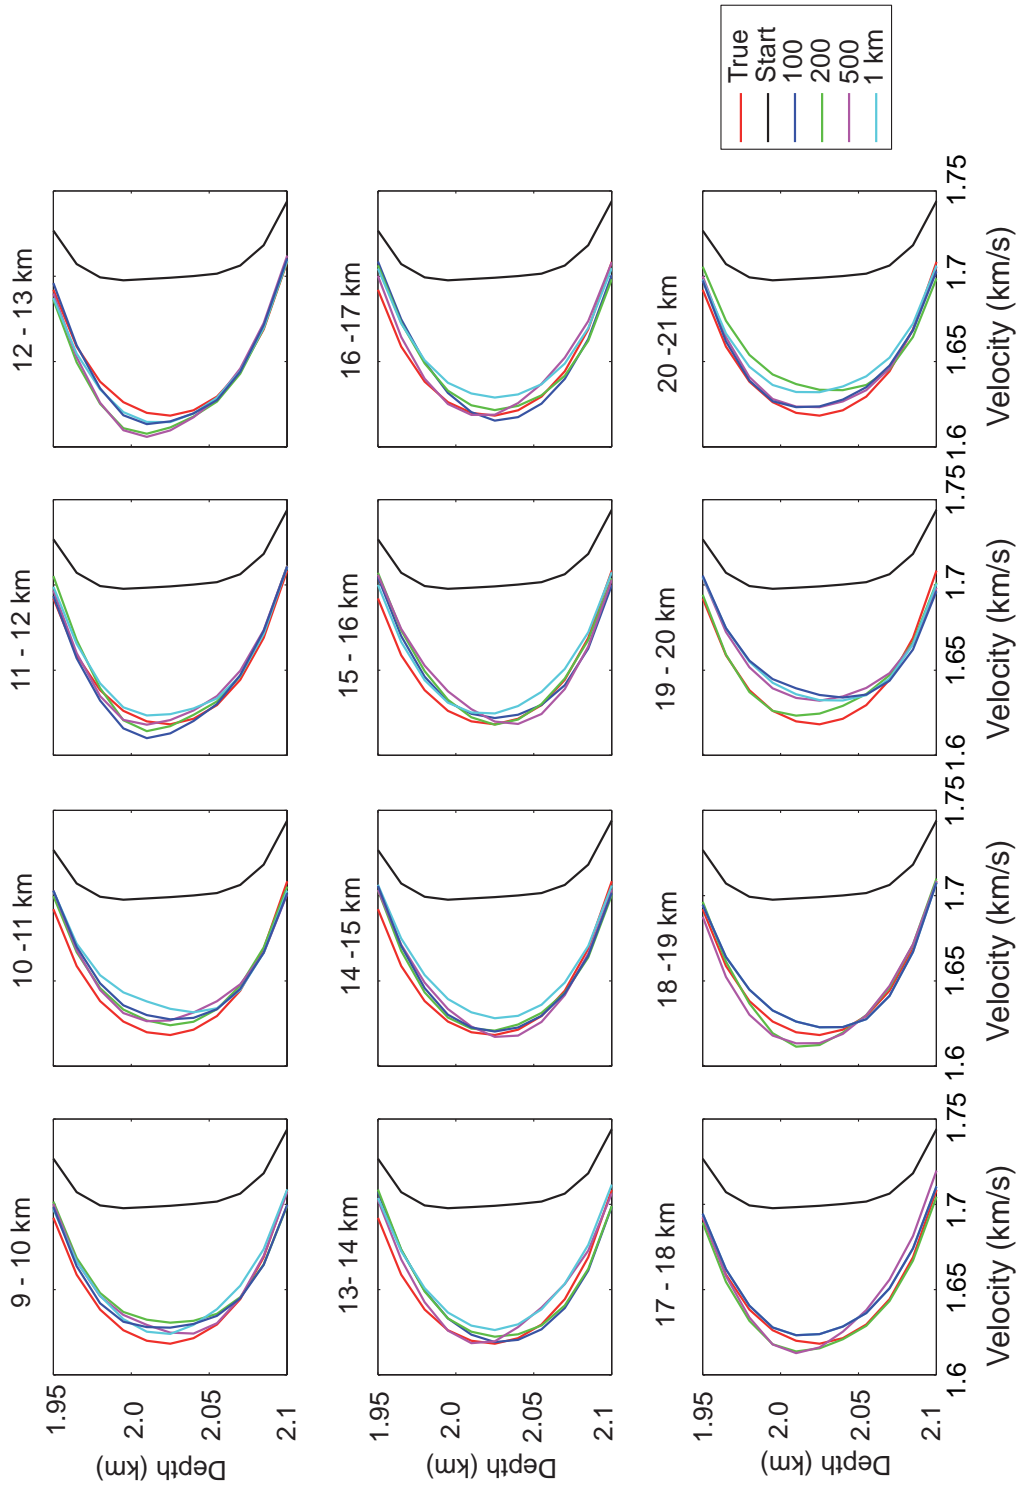 9 - 10 km
10 -11 km
11 - 12 km
12 - 13 km
1.95
2.0
2.05
2.1
Depth (km)
13- 14 km
14 -15 km
15 - 16 km
16 -17 km
1.95
2.0
2.05
2.1
Depth (km)
17 - 18 km
18 -19 km
19 - 20 km
20 -21 km
1.95
2.0
2.05
2.1
Depth (km)
1.6 1.65 1.7 1.75
1.6 1.65 1.7 1.75
1.6 1.65 1.7 1.75
1.6 1.65 1.7 1.75
Velocity (km/s)
Velocity (km/s)
Velocity (km/s)
Velocity (km/s)
True
Start
100
200
500
1 km